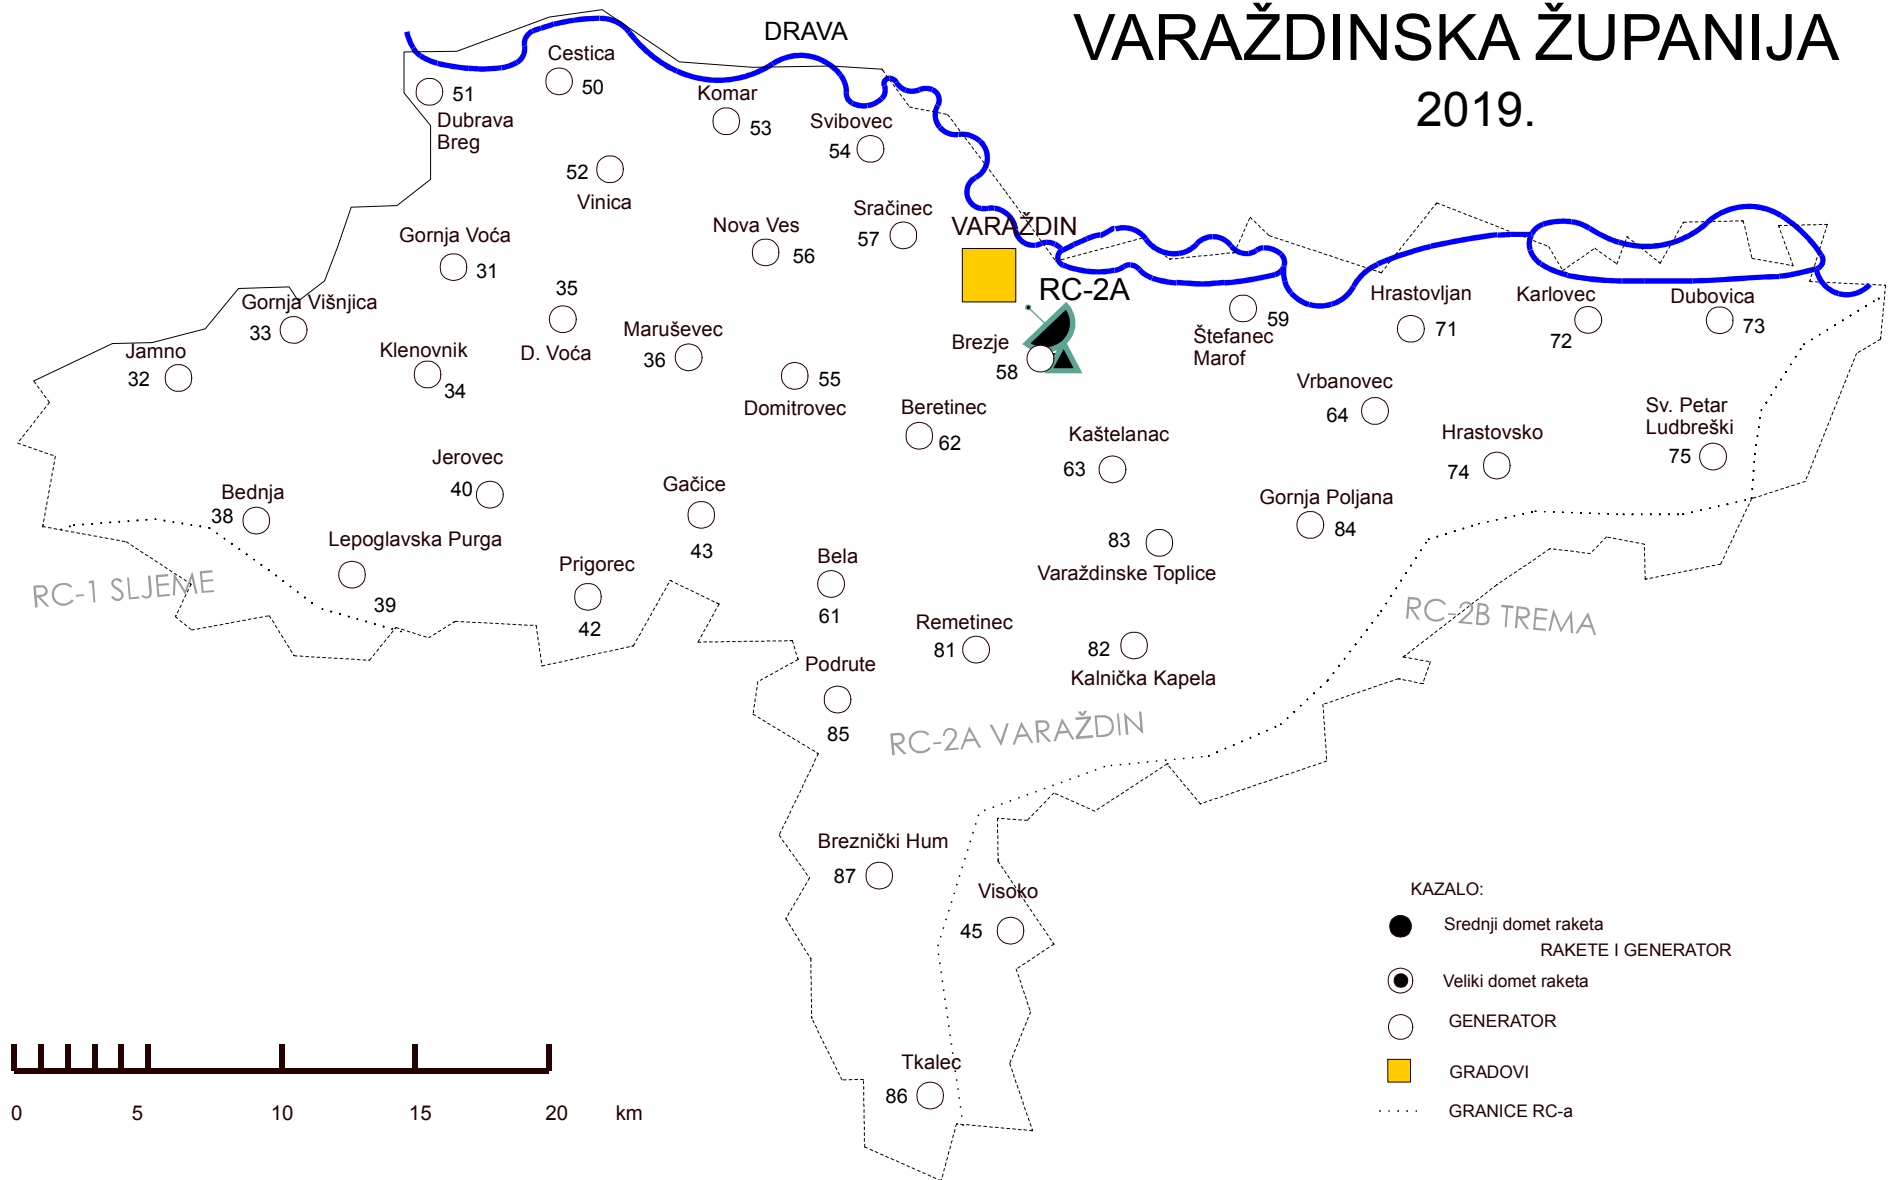 VARAŽDINSKA ŽUPANIJA
2019.
DRAVA
Cestica
50
51
Dubrava
Breg
Komar
53
Svibovec
54
52
Vinica
Gornja Voća
31
Nova Ves
56
Sračinec
57
VARAŽDIN
RC-2A
Gornja Višnjica
33
35
D. Voća
Maruševec
36
Brezje
58
59
Štefanec
Marof
Hrastovljan
71
Karlovec
72
Dubovica
73
Jamno
32
Klenovnik
34
55
Domitrovec
Beretinec
62
Vrbanovec
64
Kaštelanac
63
Hrastovsko
74
Sv. Petar
Ludbreški
75
Jerovec
40
Bednja
38
Gačice
43
Gornja Poljana
84
Lepoglavska Purga
39
Prigorec
42
Bela
61
83
Varaždinske Toplice
RC-1 SLJEME
RC-2B TREMA
Remetinec
81
82
Kalnička Kapela
Podrute
85
RC-2A VARAŽDIN
Breznički Hum
87
Visoko
45
Tkalec
86
KAZALO:
Srednji domet raketa
RAKETE I GENERATOR
Veliki domet raketa
GENERATOR
GRADOVI
GRANICE RC-a
0 5 10 15 20 km